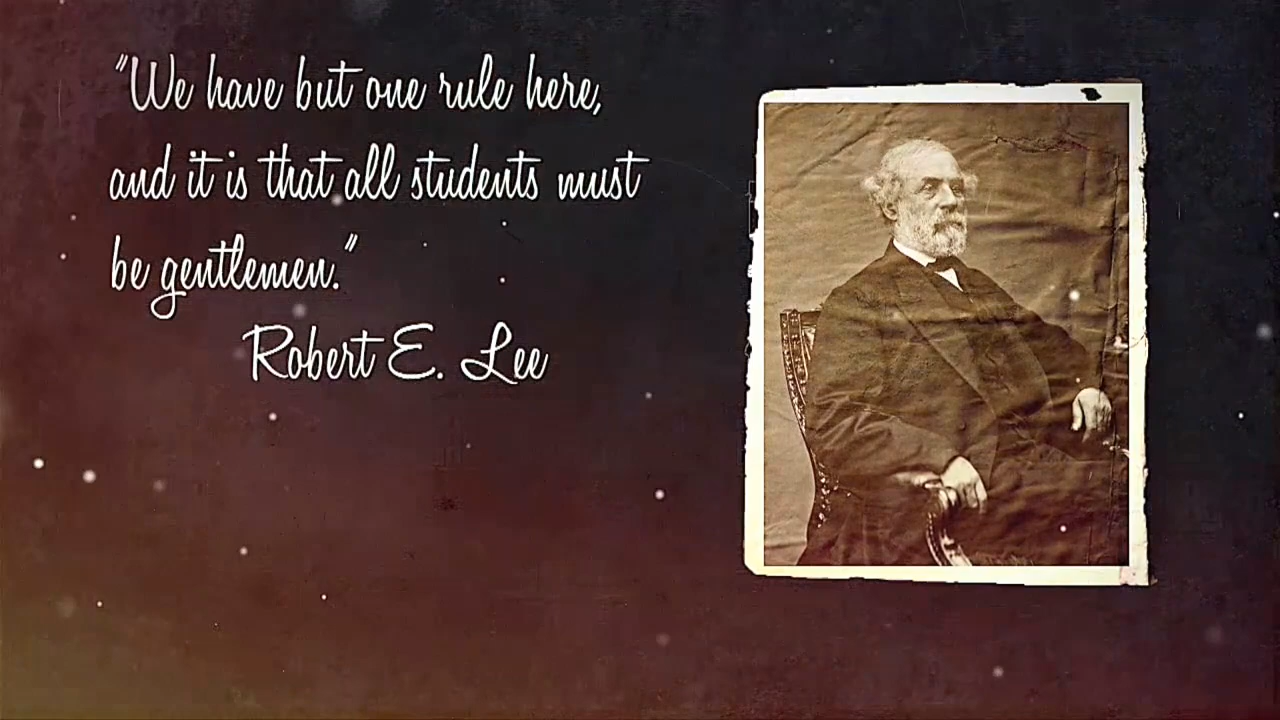 "We have but one rule here,
and it is that all students must
be gentlemen."
Robert E. Lee